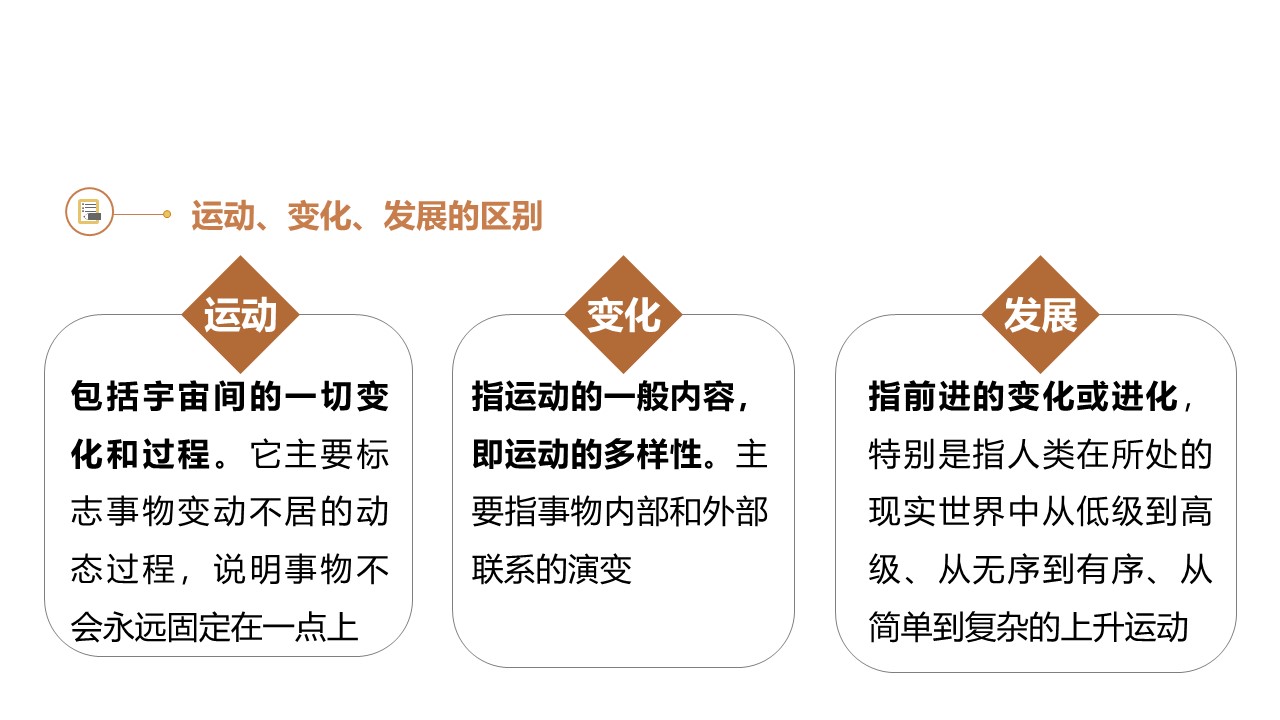 运动、变化、发展的区别
运动
包括宇宙间的一切变
化和过程。它主要标
志事物变动不居的动
态过程，说明事物不
会永远固定在一点上
变化
指运动的一般内容，
即运动的多样性。主
要指事物内部和外部
联系的演变
发展
指前进的变化或进化，
特别是指人类在所处的
现实世界中从低级到高
级、从无序到有序、从
简单到复杂的上升运动